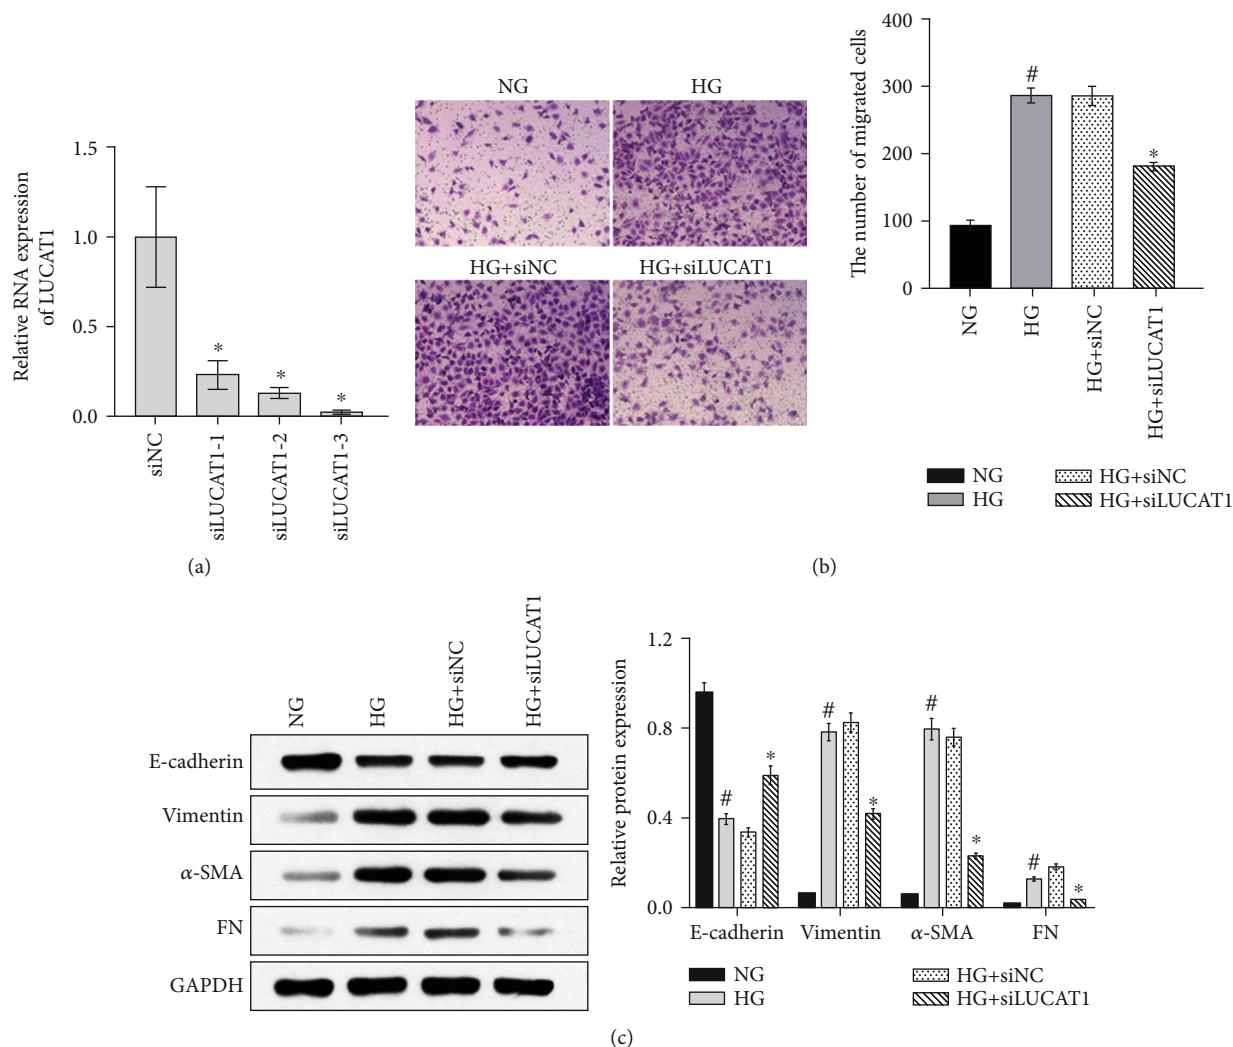 Relative RNA expression
of LUCAT1
1.5
1.0
0.5
0.0
*
*
*
siNC
siLUCAT1-1
siLUCAT1-2
siLUCAT1-3
(a)
NG
HG
HG+siNC
HG+siLUCAT1
The number of migrated cells
400
300
200
100
0
#
*
NG
HG
HG+siNC
HG+siLUCAT1
NG
HG
HG+siNC
HG+siLUCAT1
(b)
NG
HG
HG+siNC
HG+siLUCAT1
E-cadherin
Vimentin
α-SMA
FN
GAPDH
Relative protein expression
1.2
0.8
0.4
0.0
#
*
#
*
#
*
#
*
E-cadherin
Vimentin
α-SMA
FN
NG
HG
HG+siNC
HG+siLUCAT1
(c)